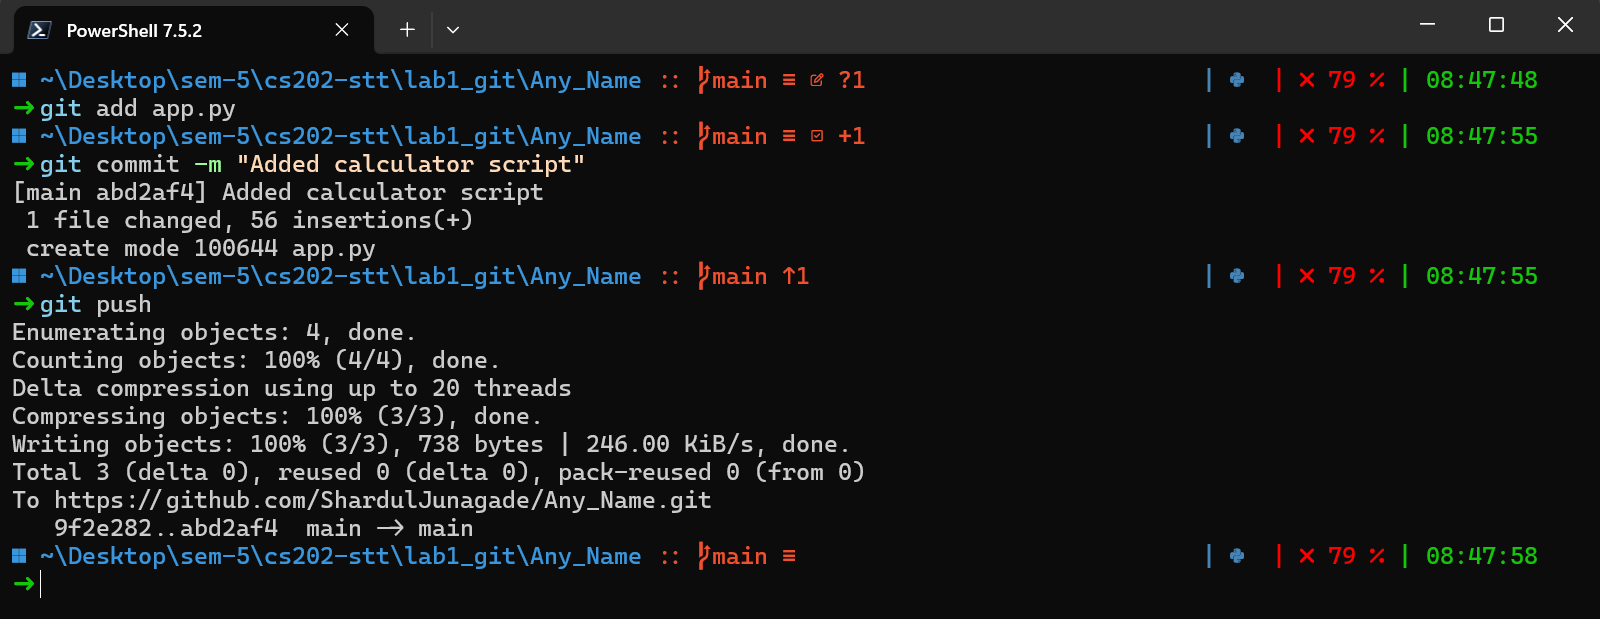 PowerShell 7.5.2
~\Desktop\sem-5\cs202-stt\lab1_git\Any_Name :: main ≡ ?1 | | × 79 % | 08:47:48
→git add app.py
~\Desktop\sem-5\cs202-stt\lab1_git\Any_Name :: main ≡ +1 | | × 79 % | 08:47:55
→git commit -m "Added calculator script"
[main abd2af4] Added calculator script
1 file changed, 56 insertions(+)
create mode 100644 app.py
~\Desktop\sem-5\cs202-stt\lab1_git\Any_Name :: main ↑1 | | × 79 % | 08:47:55
→git push
Enumerating objects: 4, done.
Counting objects: 100% (4/4), done.
Delta compression using up to 20 threads
Compressing objects: 100% (3/3), done.
Writing objects: 100% (3/3), 738 bytes | 246.00 KiB/s, done.
Total 3 (delta 0), reused 0 (delta 0), pack-reused 0 (from 0)
To https://github.com/ShardulJunagade/Any_Name.git
9f2e282..abd2af4 main -> main
~\Desktop\sem-5\cs202-stt\lab1_git\Any_Name :: main ≡ | | × 79 % | 08:47:58
→